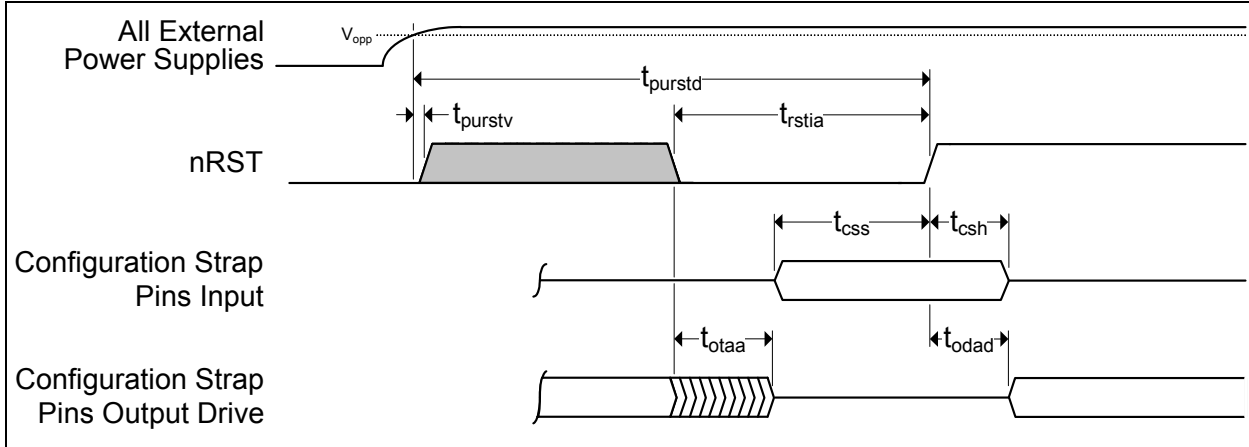 All External
Power Supplies
Vopp
tpurstd
tpurstv
trstia
nRST
tcss
tcsh
Configuration Strap
Pins Input
totaa
todad
Configuration Strap
Pins Output Drive